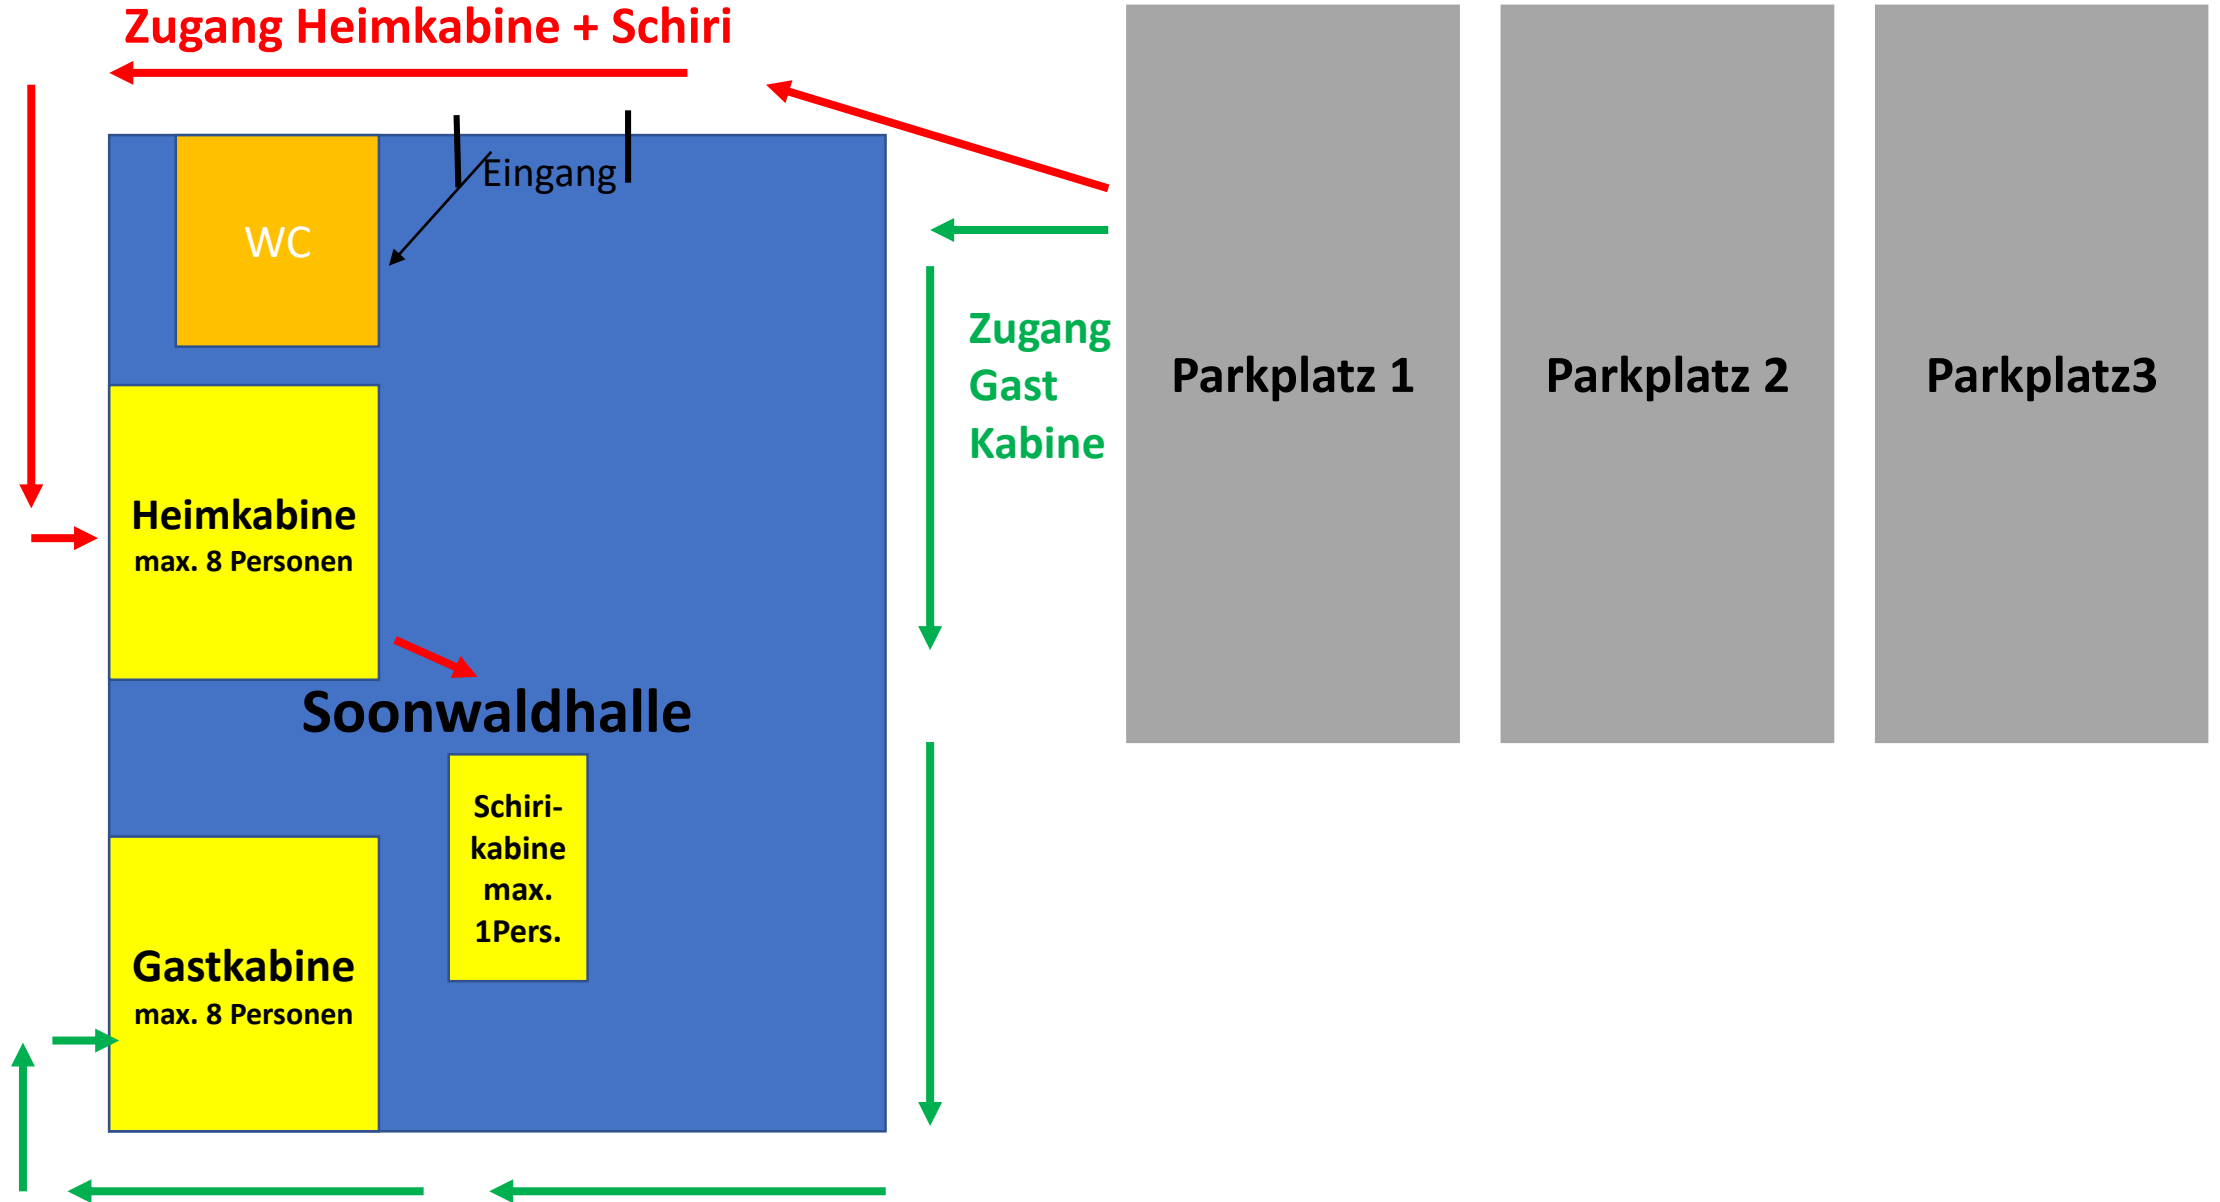 Zugang Heimkabine + Schiri
Eingang
WC
Zugang
Gast
Kabine
Parkplatz 1
Parkplatz 2
Parkplatz3
Heimkabine
max. 8 Personen
Soonwaldhalle
Schiri-
kabine
max.
1Pers.
Gastkabine
max. 8 Personen